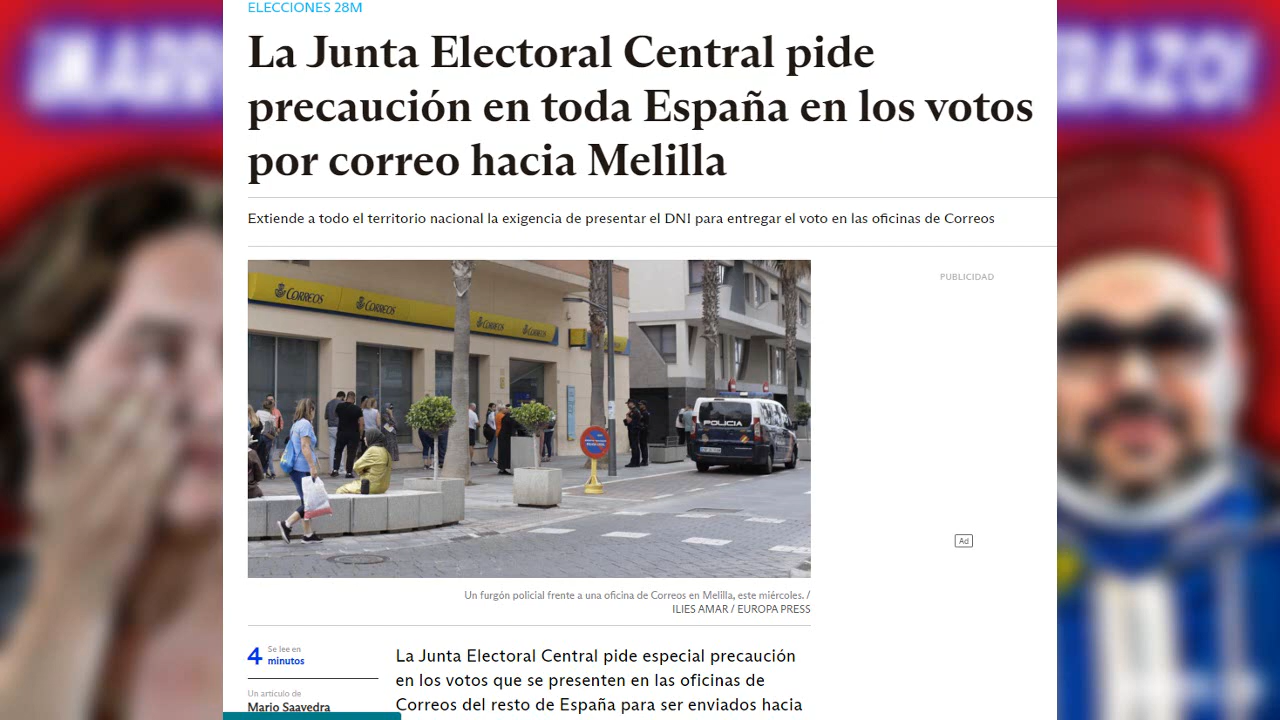 ELECCIONES 28M
La Junta Electoral Central pide
precaución en toda España en los votos
por correo hacia Melilla
Extiende a todo el territorio nacional la exigencia de presentar el DNI para entregar el voto en las oficinas de Correos
PUBLICIDAD
CORREOS
CORREOS
CORREOS
CORREOS
POLICIA
Ad
Un furgón policial frente a una oficina de Correos en Melilla, este miércoles. /
ILIES AMAR / EUROPA PRESS
4 Se lee en
minutos
Un artículo de
Mario Saavedra
La Junta Electoral Central pide especial precaución
en los votos que se presenten en las oficinas de
Correos del resto de España para ser enviados hacia